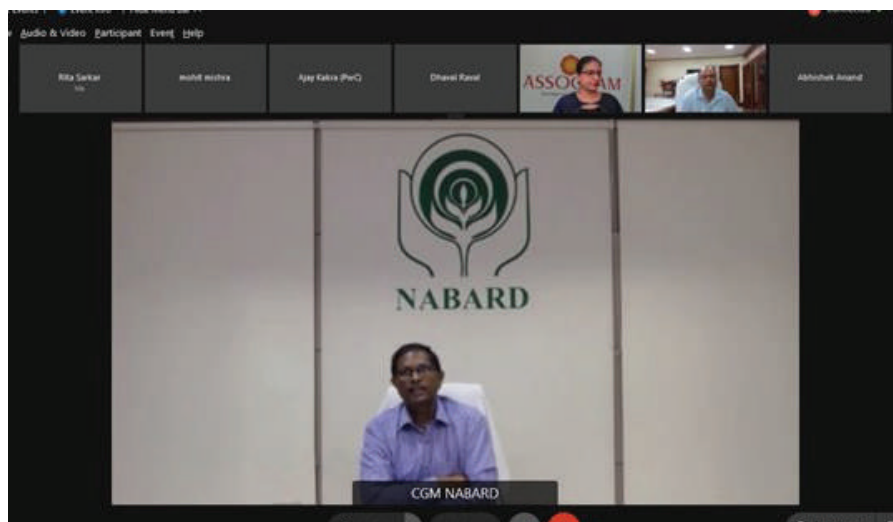 Audio & Video Participant Event Help
Rita Sarkar
mohit mishra
Ajay Kakra (PwC)
Dhaval Raval
ASSOCHAM
Abhishek Anand
NABARD
CGM NABARD